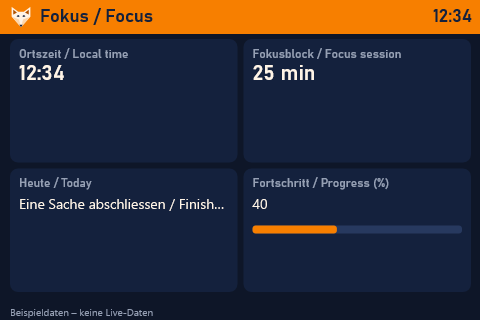 Fokus / Focus
12:34
Ortszeit / Local time
12:34
Fokusblock / Focus session
25 min
Heute / Today
Eine Sache abschliessen / Finish...
Fortschritt / Progress (%)
40
Beispieldaten – keine Live-Daten